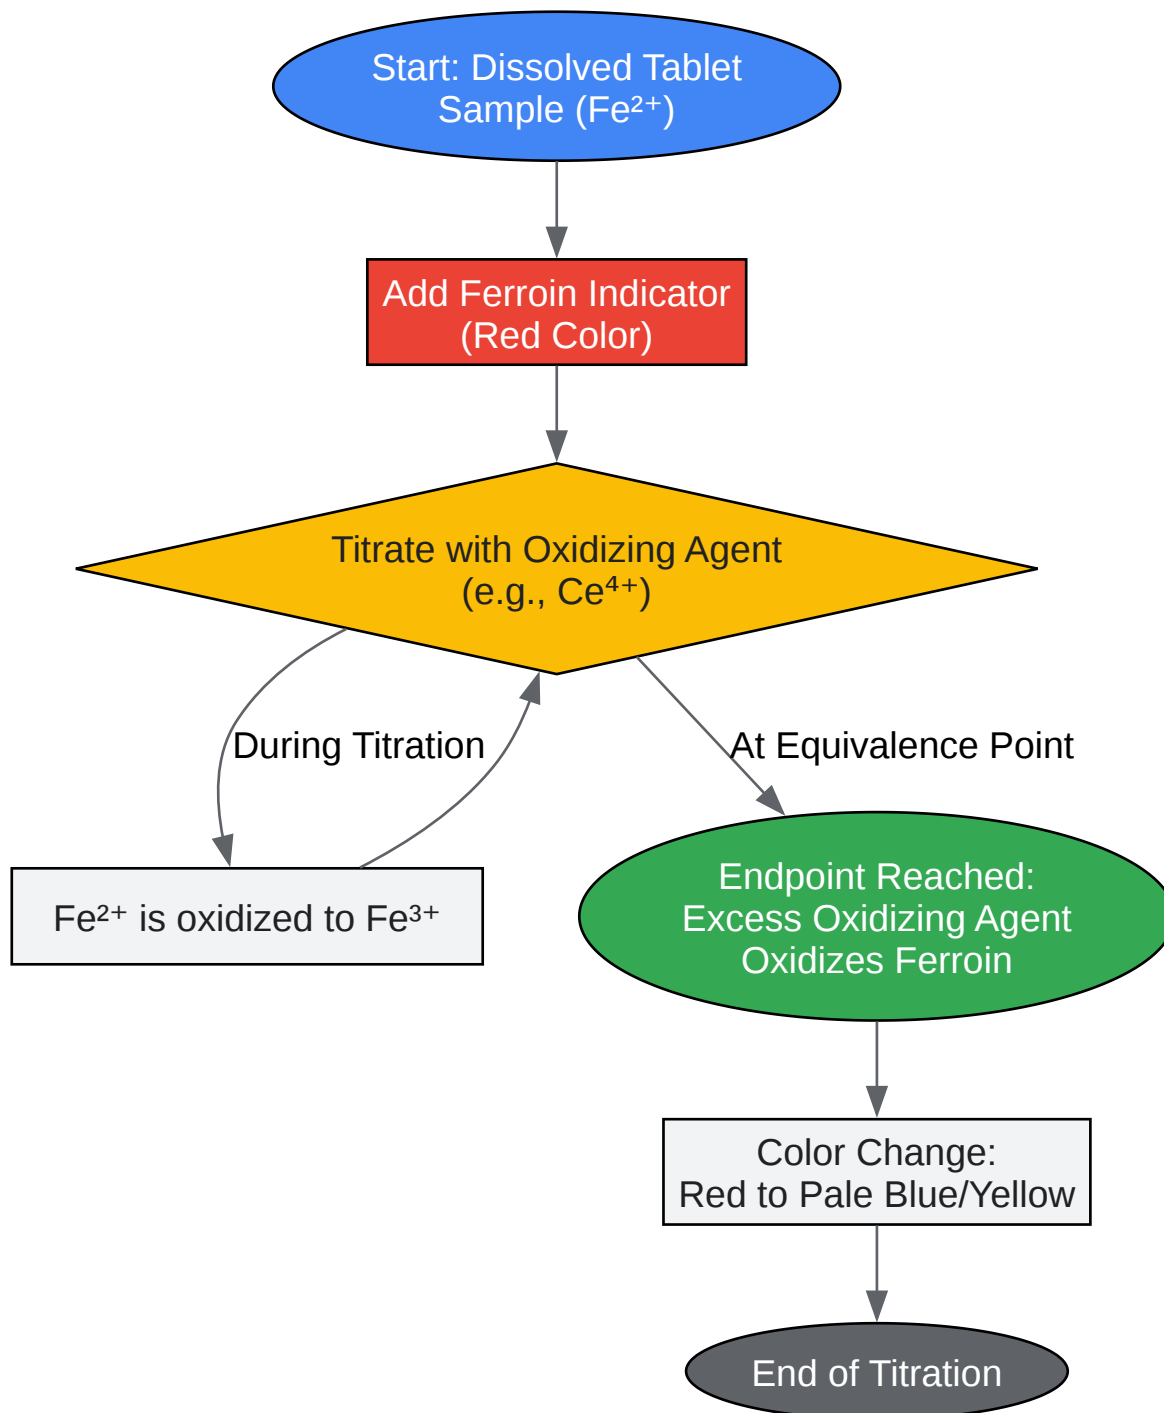 Start: Dissolved Tablet
Sample (Fe²⁺)
Add Ferroin Indicator
(Red Color)
Titrate with Oxidizing Agent
(e.g., Ce⁴⁺)
During Titration
At Equivalence Point
Fe²⁺ is oxidized to Fe³⁺
Endpoint Reached:
Excess Oxidizing Agent
Oxidizes Ferroin
Color Change:
Red to Pale Blue/Yellow
End of Titration